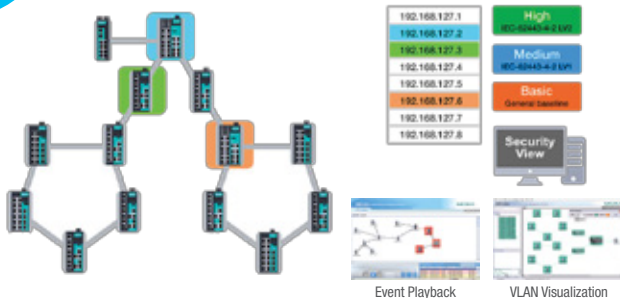 192.168.127.1
192.168.127.2
192.168.127.3
192.168.127.4
192.168.127.5
192.168.127.6
192.168.127.7
192.168.127.8
High
IEC-62443-4-2 LV2
Medium
IEC-62443-4-2 LV1
Basic
General baseline
Security
View
Event Playback
VLAN Visualization